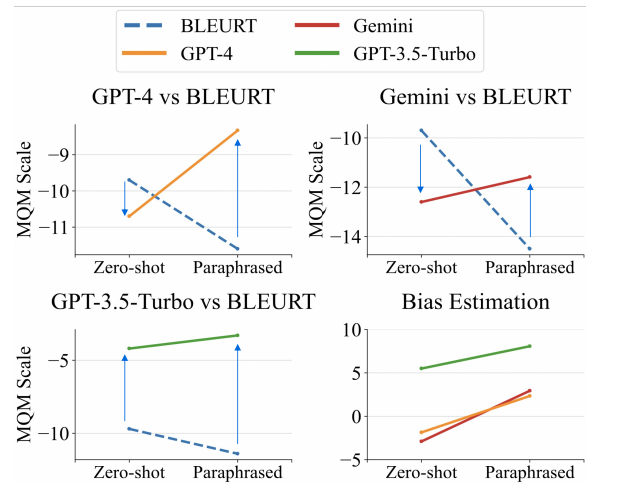 BLEURT
Gemini
GPT-4
GPT-3.5-Turbo
GPT-4 vs BLEURT
MQM Scale
−9
−10
−11
Zero-shot
Paraphrased
Gemini vs BLEURT
MQM Scale
−10
−12
−14
Zero-shot
Paraphrased
GPT-3.5-Turbo vs BLEURT
MQM Scale
−5
−10
Zero-shot
Paraphrased
Bias Estimation
10
5
0
−5
Zero-shot
Paraphrased